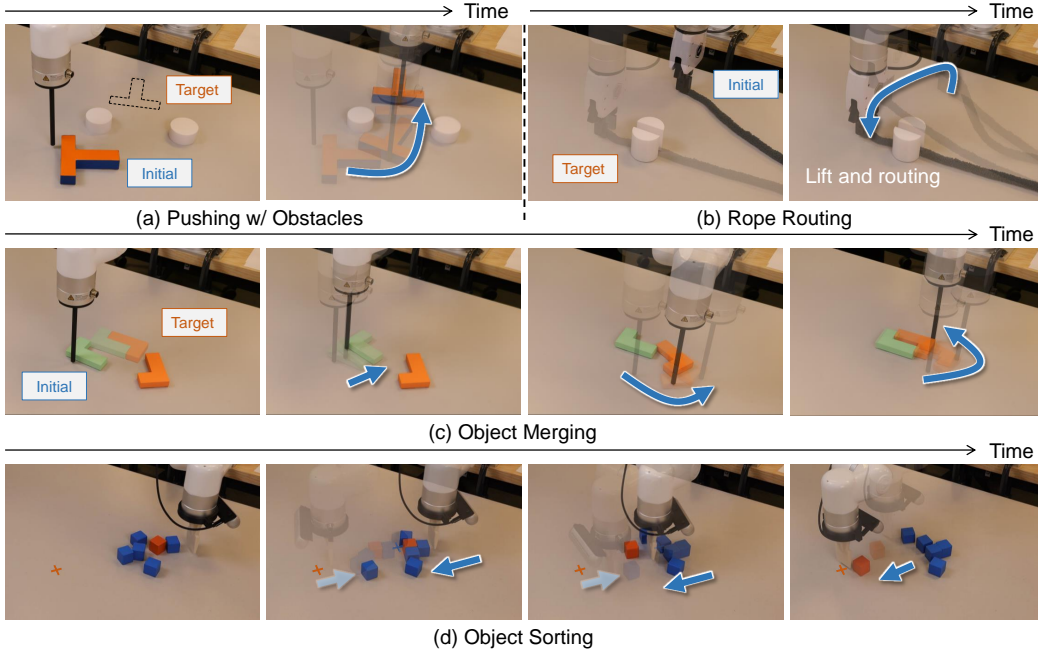 Time
Time
Target
Initial
Initial
Target
Lift and routing
(a) Pushing w/ Obstacles
(b) Rope Routing
Time
Target
Initial
(c) Object Merging
Time
(d) Object Sorting